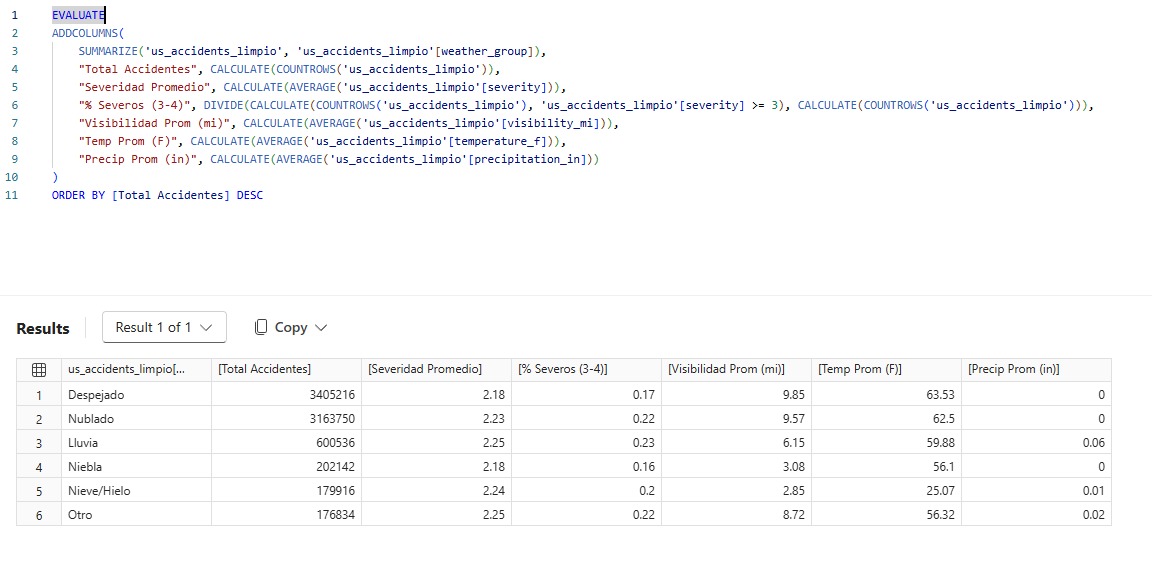 1 EVALUATE
2 ADDCOLUMNS(
3 SUMMARIZE('us_accidents_limpio', 'us_accidents_limpio'[weather_group]),
4 "Total Accidentes", CALCULATE(COUNTROWS('us_accidents_limpio')),
5 "Severidad Promedio", CALCULATE(AVERAGE('us_accidents_limpio'[severity])),
6 "% Severos (3-4)", DIVIDE(CALCULATE(COUNTROWS('us_accidents_limpio'), 'us_accidents_limpio'[severity] >= 3), CALCULATE(COUNTROWS('us_accidents_limpio'))),
7 "Visibilidad Prom (mi)", CALCULATE(AVERAGE('us_accidents_limpio'[visibility_mi])),
8 "Temp Prom (F)", CALCULATE(AVERAGE('us_accidents_limpio'[temperature_f])),
9 "Precip Prom (in)", CALCULATE(AVERAGE('us_accidents_limpio'[precipitation_in]))
10 )
11 ORDER BY [Total Accidentes] DESC
Results Result 1 of 1 Copy
us_accidents_limpio[... [Total Accidentes] [Severidad Promedio] [% Severos (3-4)] [Visibilidad Prom (mi)] [Temp Prom (F)] [Precip Prom (in)]
1 Despejado 3405216 2.18 0.17 9.85 63.53 0
2 Nublado 3163750 2.23 0.22 9.57 62.5 0
3 Lluvia 600536 2.25 0.23 6.15 59.88 0.06
4 Niebla 202142 2.18 0.16 3.08 56.1 0
5 Nieve/Hielo 179916 2.24 0.2 2.85 25.07 0.01
6 Otro 176834 2.25 0.22 8.72 56.32 0.02